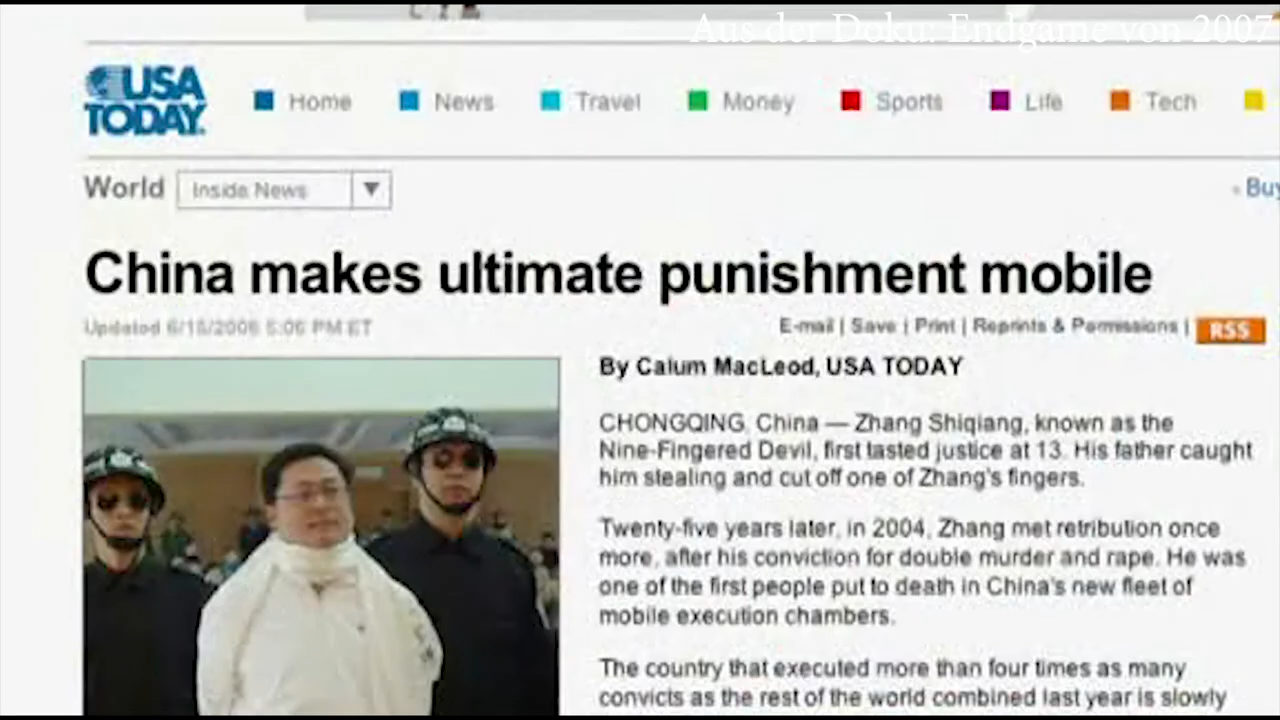 Aus der Doku: Endgame von 2007
USA
TODAY.
Home
News
Travel
Money
Sports
Life
Tech
World
Inside News
Buy
China makes ultimate punishment mobile
Updated 6/15/2006 5:06 PM ET
E-mail | Save | Print | Reprints & Permissions |
RSS
By Calum MacLeod, USA TODAY
CHONGQING, China — Zhang Shiqiang, known as the
Nine-Fingered Devil, first tasted justice at 13. His father caught
him stealing and cut off one of Zhang's fingers.
Twenty-five years later, in 2004, Zhang met retribution once
more, after his conviction for double murder and rape. He was
one of the first people put to death in China's new fleet of
mobile execution chambers.
The country that executed more than four times as many
convicts as the rest of the world combined last year is slowly